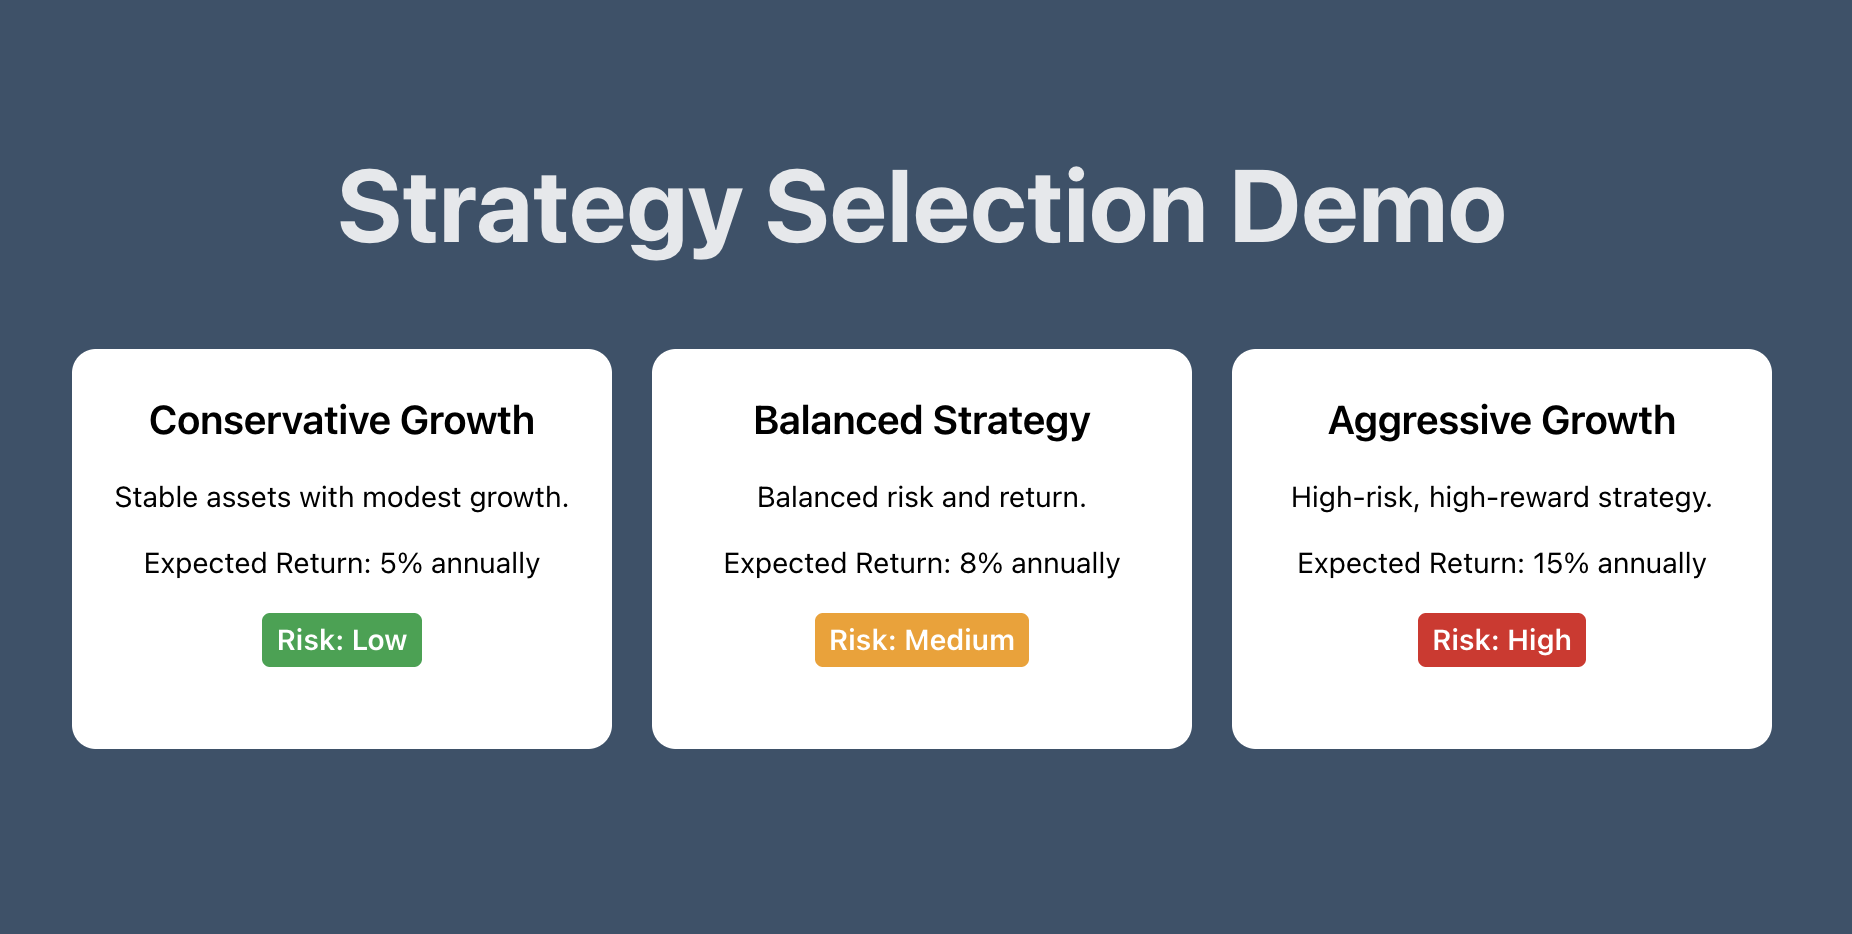 Strategy Selection Demo
Conservative Growth
Stable assets with modest growth.
Expected Return: 5% annually
Risk: Low
Balanced Strategy
Balanced risk and return.
Expected Return: 8% annually
Risk: Medium
Aggressive Growth
High-risk, high-reward strategy.
Expected Return: 15% annually
Risk: High